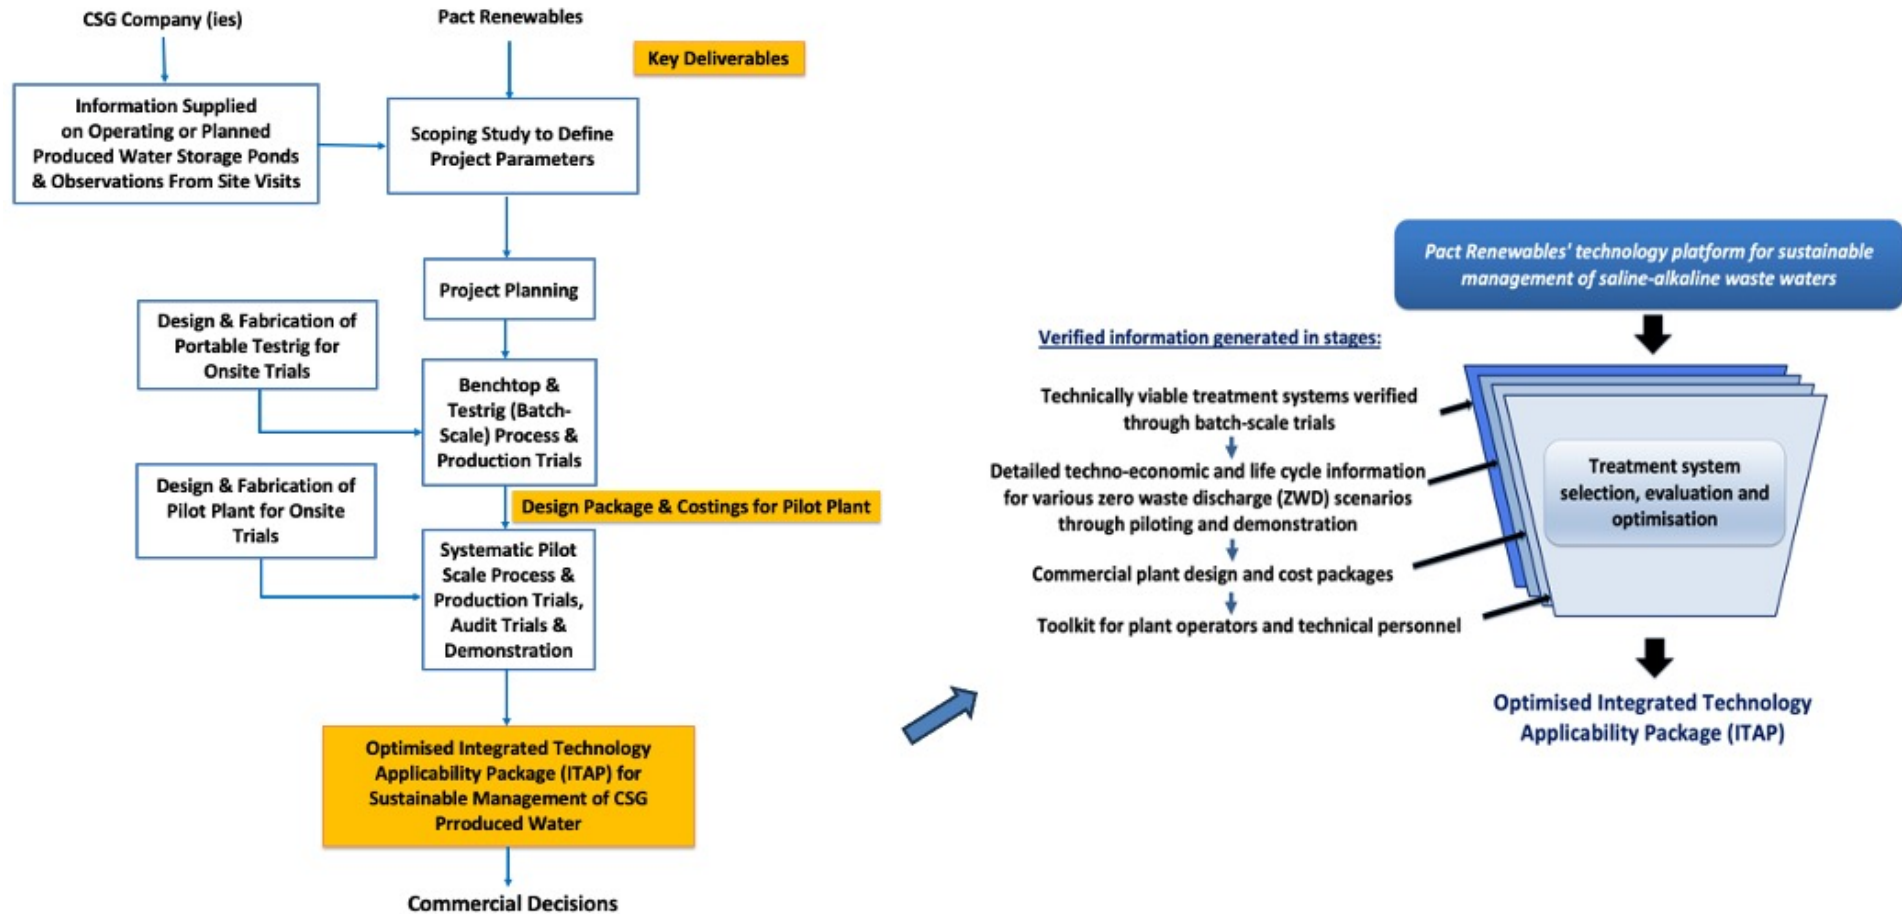 CSG Company (ies)
Pact Renewables
Key Deliverables
Information Supplied
on Operating or Planned
Produced Water Storage Ponds
& Observations From Site Visits
Scoping Study to Define
Project Parameters
Project Planning
Design & Fabrication of
Portable Testrig for
Onsite Trials
Benchtop &
Testrig (Batch-
Scale) Process &
Production Trials
Design & Fabrication of
Pilot Plant for Onsite
Trials
Design Package & Costings for Pilot Plant
Systematic Pilot
Scale Process &
Production Trials,
Audit Trials &
Demonstration
Optimised Integrated Technology
Applicability Package (ITAP) for
Sustainable Management of CSG
Prroduced Water
Commercial Decisions
Pact Renewables' technology platform for sustainable
management of saline-alkaline waste waters
Verified information generated in stages:
Technically viable treatment systems verified
through batch-scale trials
Detailed techno-economic and life cycle information
for various zero waste discharge (ZWD) scenarios
through piloting and demonstration
Commercial plant design and cost packages
Toolkit for plant operators and technical personnel
Treatment system
selection, evaluation and
optimisation
Optimised Integrated Technology
Applicability Package (ITAP)